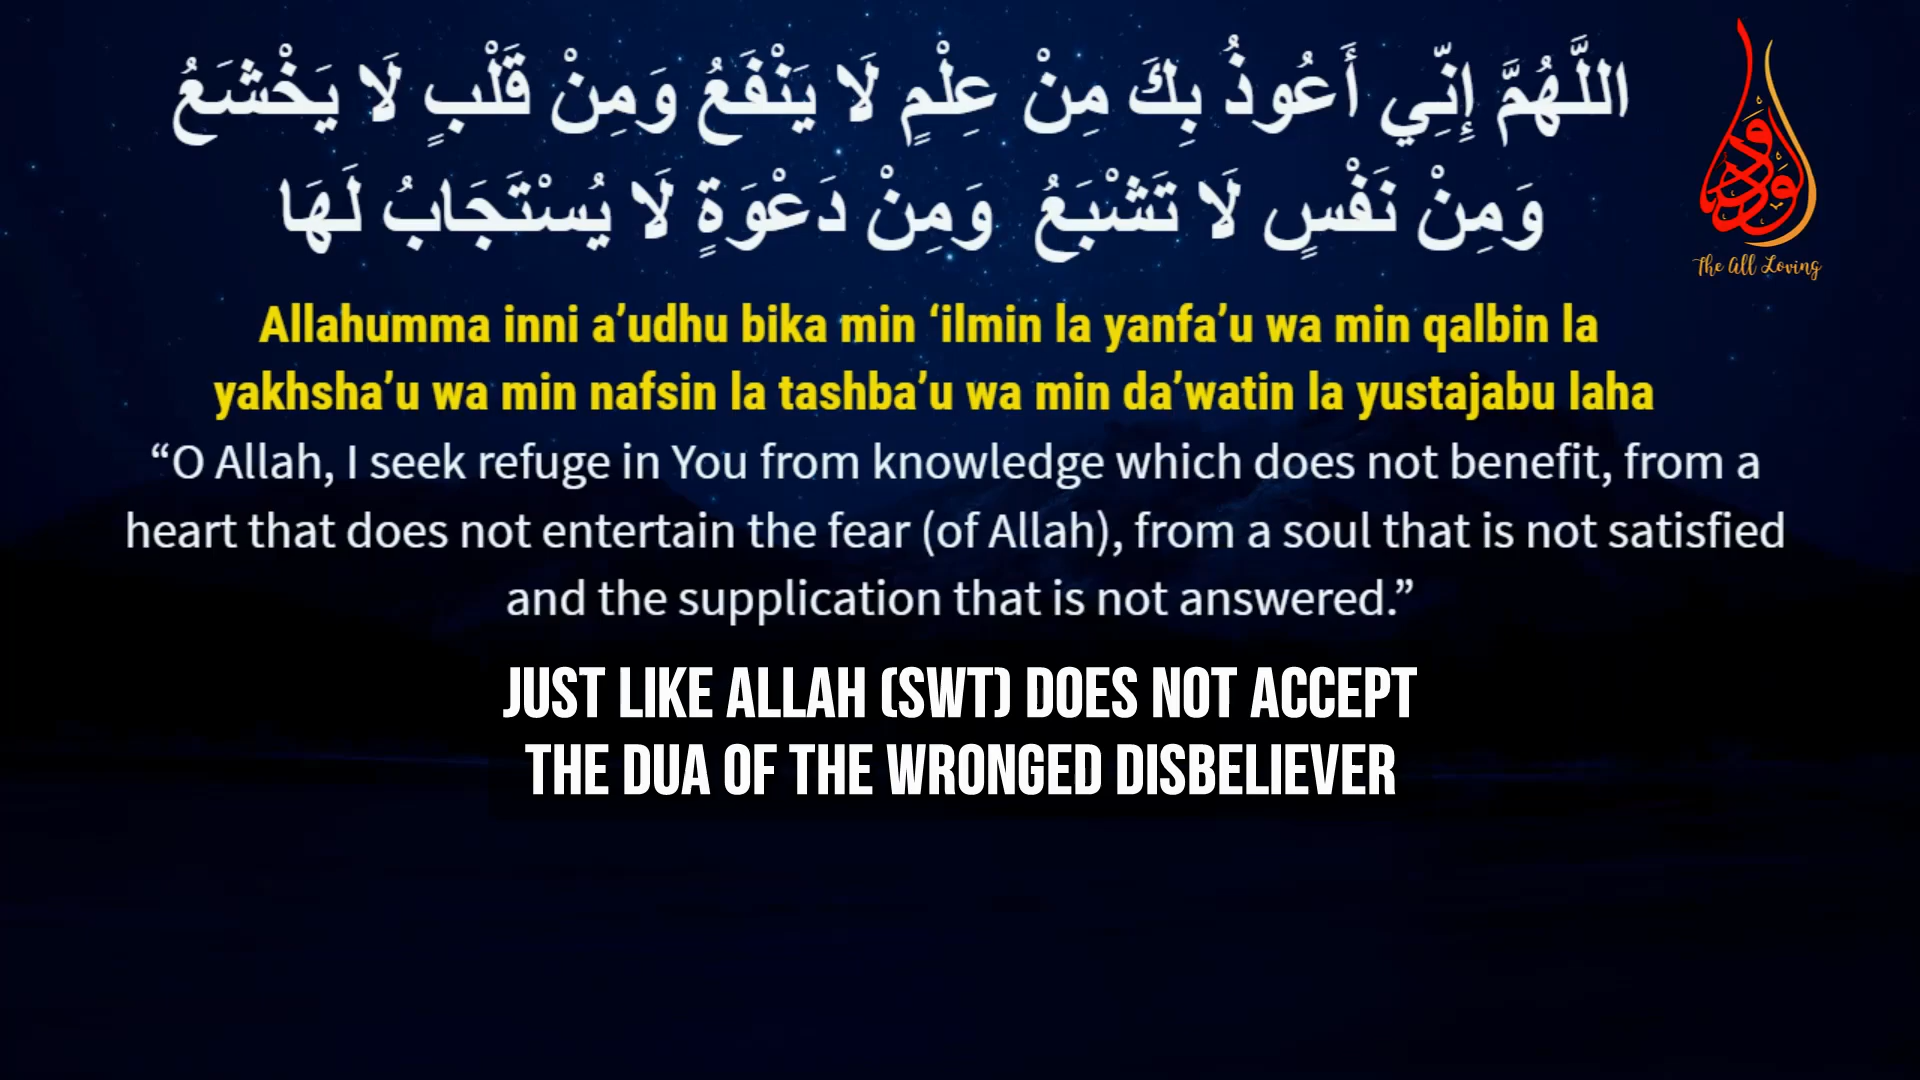 اللَّهُمَّ إِنِّي أَعُوذُ بِكَ مِنْ عِلْمٍ لَا يَنْفَعُ وَمِنْ قَلْبٍ لَا يَخْشَعُ
وَمِنْ نَفْسٍ لَا تَشْبَعُ وَمِنْ دَعْوَةٍ لَا يُسْتَجَابُ لَهَا
The All Loving
Allahumma inni a’udhu bika min ‘ilmin la yanfa’u wa min qalbin la
yakhsha’u wa min nafsin la tashba’u wa min da’watin la yustajabu laha
“O Allah, I seek refuge in You from knowledge which does not benefit, from a
heart that does not entertain the fear (of Allah), from a soul that is not satisfied
and the supplication that is not answered.”
JUST LIKE ALLAH (SWT) DOES NOT ACCEPT
THE DUA OF THE WRONGED DISBELIEVER